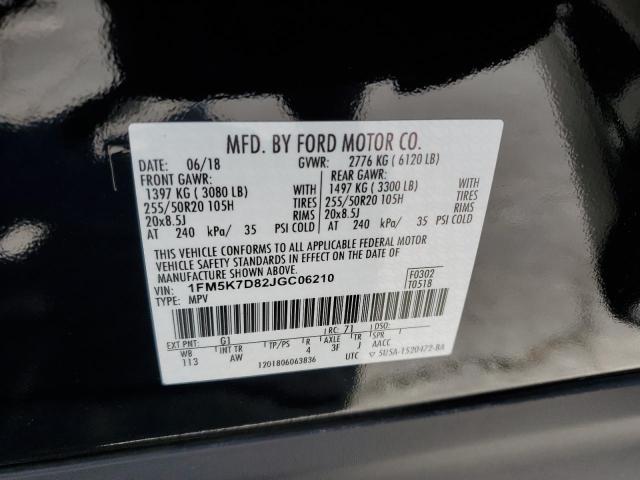 MFD. BY FORD MOTOR CO.
DATE: 06/18 GVWR: 2776 KG ( 6120 LB)
FRONT GAWR: REAR GAWR:
1397 KG ( 3080 LB) WITH 1497 KG ( 3300 LB) WITH
255/50R20 105H TIRES 255/50R20 105H TIRES
20x8.5J RIMS 20x8.5J RIMS
AT 240 kPa/ 35 PSI COLD AT 240 kPa/ 35 PSI COLD
THIS VEHICLE CONFORMS TO ALL APPLICABLE FEDERAL MOTOR
VEHICLE SAFETY STANDARDS IN EFFECT ON THE DATE OF
MANUFACTURE SHOWN ABOVE.
VIN: 1FM5K7D82JGC06210 F0302
TYPE: MPV T0518
EXT PNT: G1 RC: 71 DSO:
WB INT TR TP/PS R AXLE TR SPR
113 AW 4 3F J AACC
1201806063836 UTC 5U5A-1520472-BA